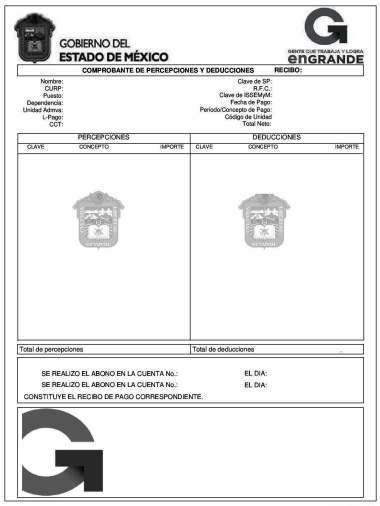 GOBIERNO DEL
ESTADO DE MÉXICO
GENTE QUE TRABAJA Y LOGRA
enGRANDE
COMPROBANTE DE PERCEPCIONES Y DEDUCCIONES RECIBO:
Nombre: Clave de SP:
CURP: R.F.C.:
Puesto: Clave de ISSEMyM:
Dependencia: Fecha de Pago:
Unidad Admva: Periodo/Concepto de Pago:
L-Pago: Código de Unidad
CCT: Total Neto:
PERCEPCIONES DEDUCCIONES
CLAVE CONCEPTO IMPORTE CLAVE CONCEPTO IMPORTE
Total de percepciones Total de deducciones
SE REALIZO EL ABONO EN LA CUENTA No.: EL DIA:
SE REALIZO EL ABONO EN LA CUENTA No.: EL DIA:
CONSTITUYE EL RECIBO DE PAGO CORRESPONDIENTE.